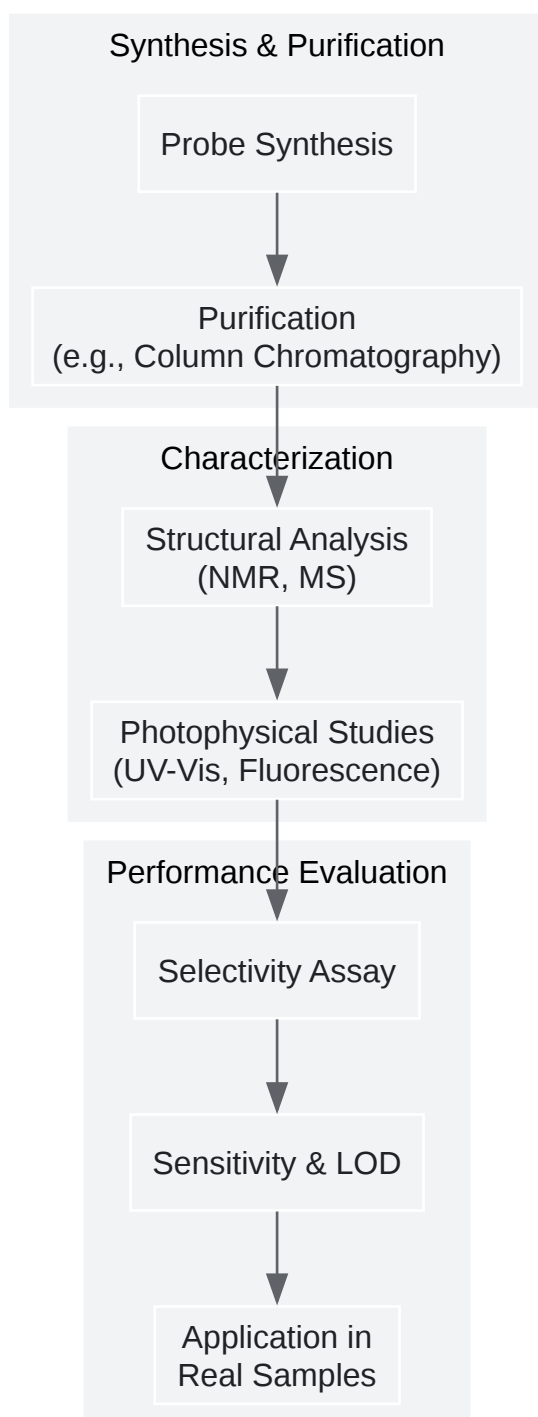 Synthesis & Purification
Probe Synthesis
Purification
(e.g., Column Chromatography)
Characterization
Structural Analysis
(NMR, MS)
Photophysical Studies
(UV-Vis, Fluorescence)
Performance Evaluation
Selectivity Assay
Sensitivity & LOD
Application in
Real Samples